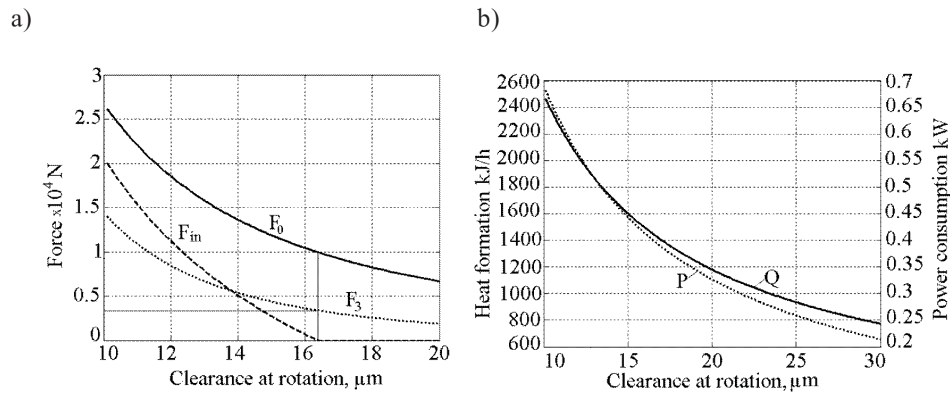 a)
b)
3
2.5
2
1.5
1
0.5
0
Force x10⁴ N
F₀
Fᵢₙ
F₃
10 12 14 16 18 20
Clearance at rotation, µm
2600
2400
2200
2000
1800
1600
1400
1200
1000
800
600
Heat formation kJ/h
P
Q
0.7
0.65
0.6
0.55
0.5
0.45
0.4
0.35
0.3
0.25
0.2
Power consumption kW
10 15 20 25 30
Clearance at rotation, µm